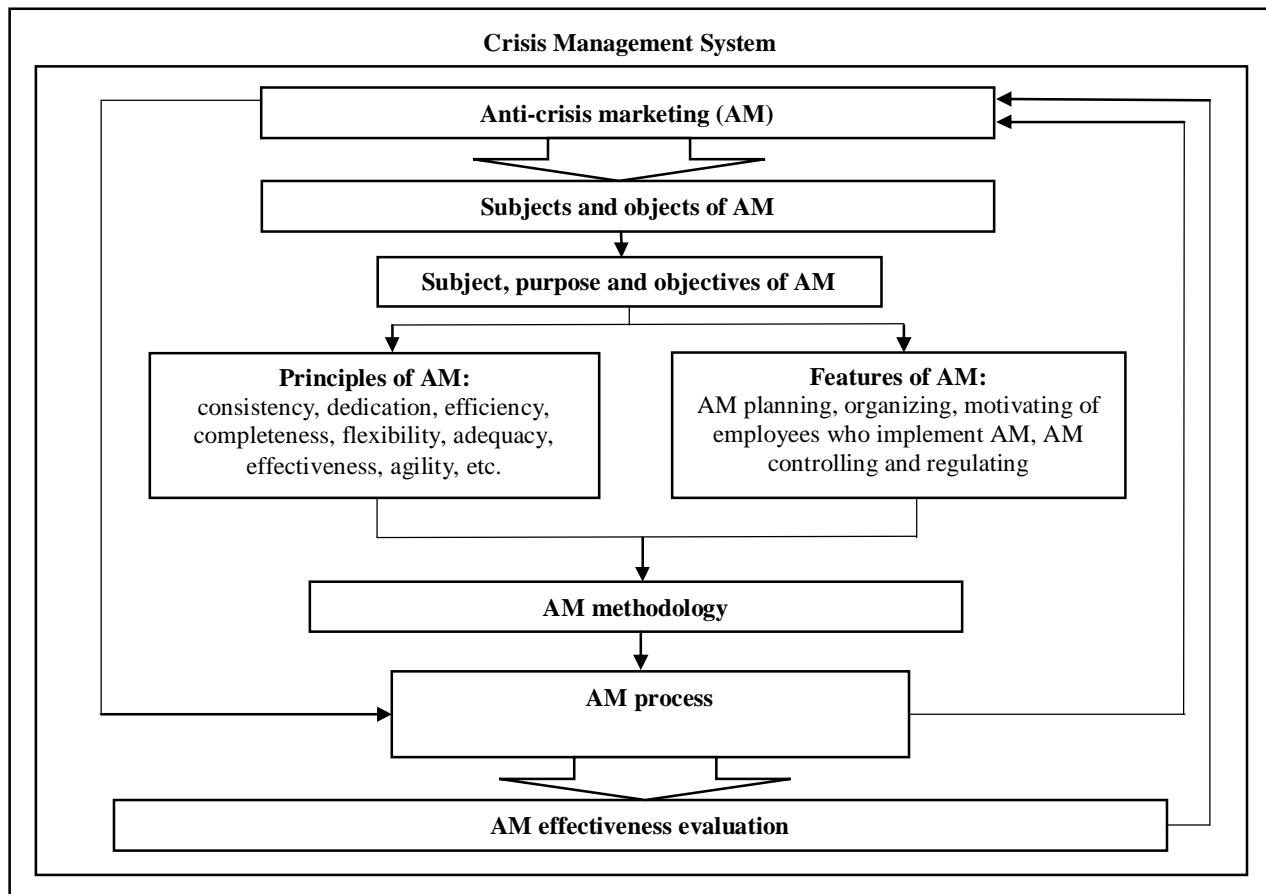 Crisis Management System
Anti-crisis marketing (AM)
Subjects and objects of AM
Subject, purpose and objectives of AM
Principles of AM:
consistency, dedication, efficiency,
completeness, flexibility, adequacy,
effectiveness, agility, etc.
Features of AM:
AM planning, organizing, motivating of
employees who implement AM, AM
controlling and regulating
AM methodology
AM process
AM effectiveness evaluation